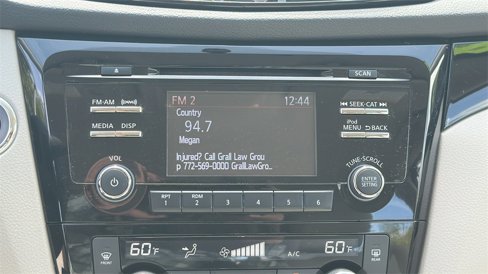 SCAN
FM-AM
SEEK·CAT
MEDIA DISP
iPod
MENU BACK
FM 2 12:44
Country
94.7
Megan
Injured? Call Grall Law Grou
p 772-569-0000 GrallLawGro...
VOL
TUNE·SCROLL
ENTER
SETTING
RPT
1
RDM
2
3
4
5
6
60°F
A/C
60°F
FRONT
REAR